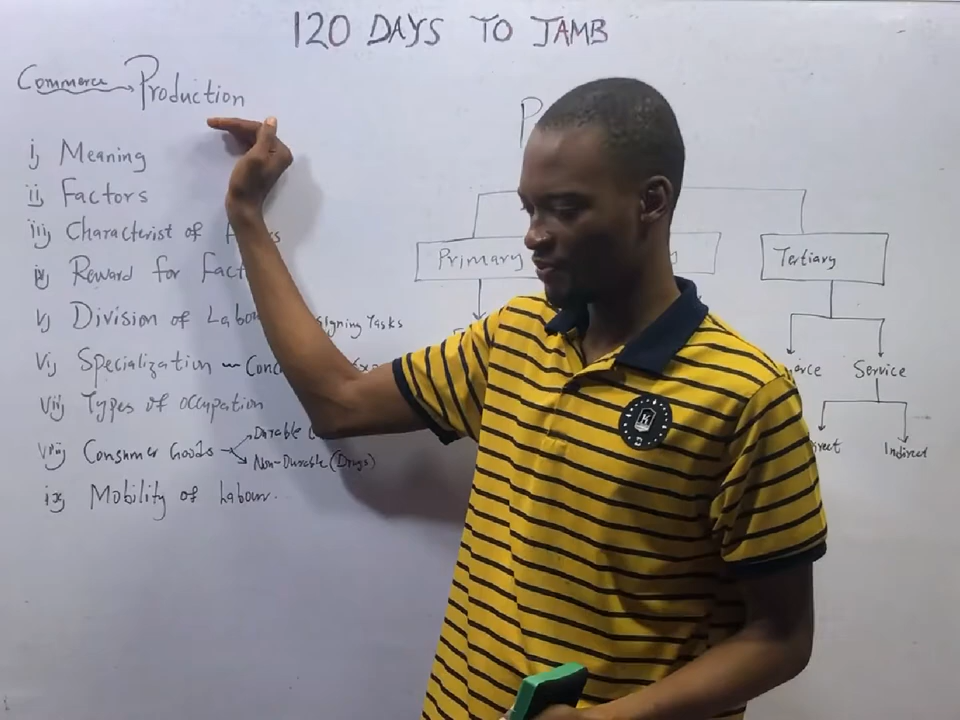 120 DAYS TO JAMB
Commerce → Production
i) Meaning
ii) Factors
iii) Characterist of
iv) Reward for
v) Division of Labou
Tasks
vi) Specialization
vii) Types of occupation
viii) Consumer Goods
Durable
Non-Durable (Drugs)
ix) Mobility of Labour.
P
Primary
Tertiary
Service
Indirect
K